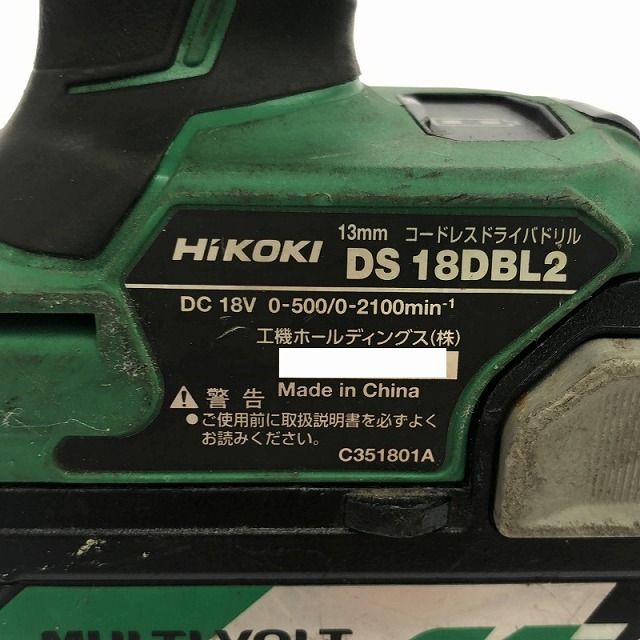 13mm コードレスドライバドリル
HiKOKI DS 18DBL2
DC 18V 0-500/0-2100min-1
工機ホールディングス(株)
Made in China
⚠警告
●ご使用前に取扱説明書を必ずよく
お読みください。
C351801A
MULTI VOLT